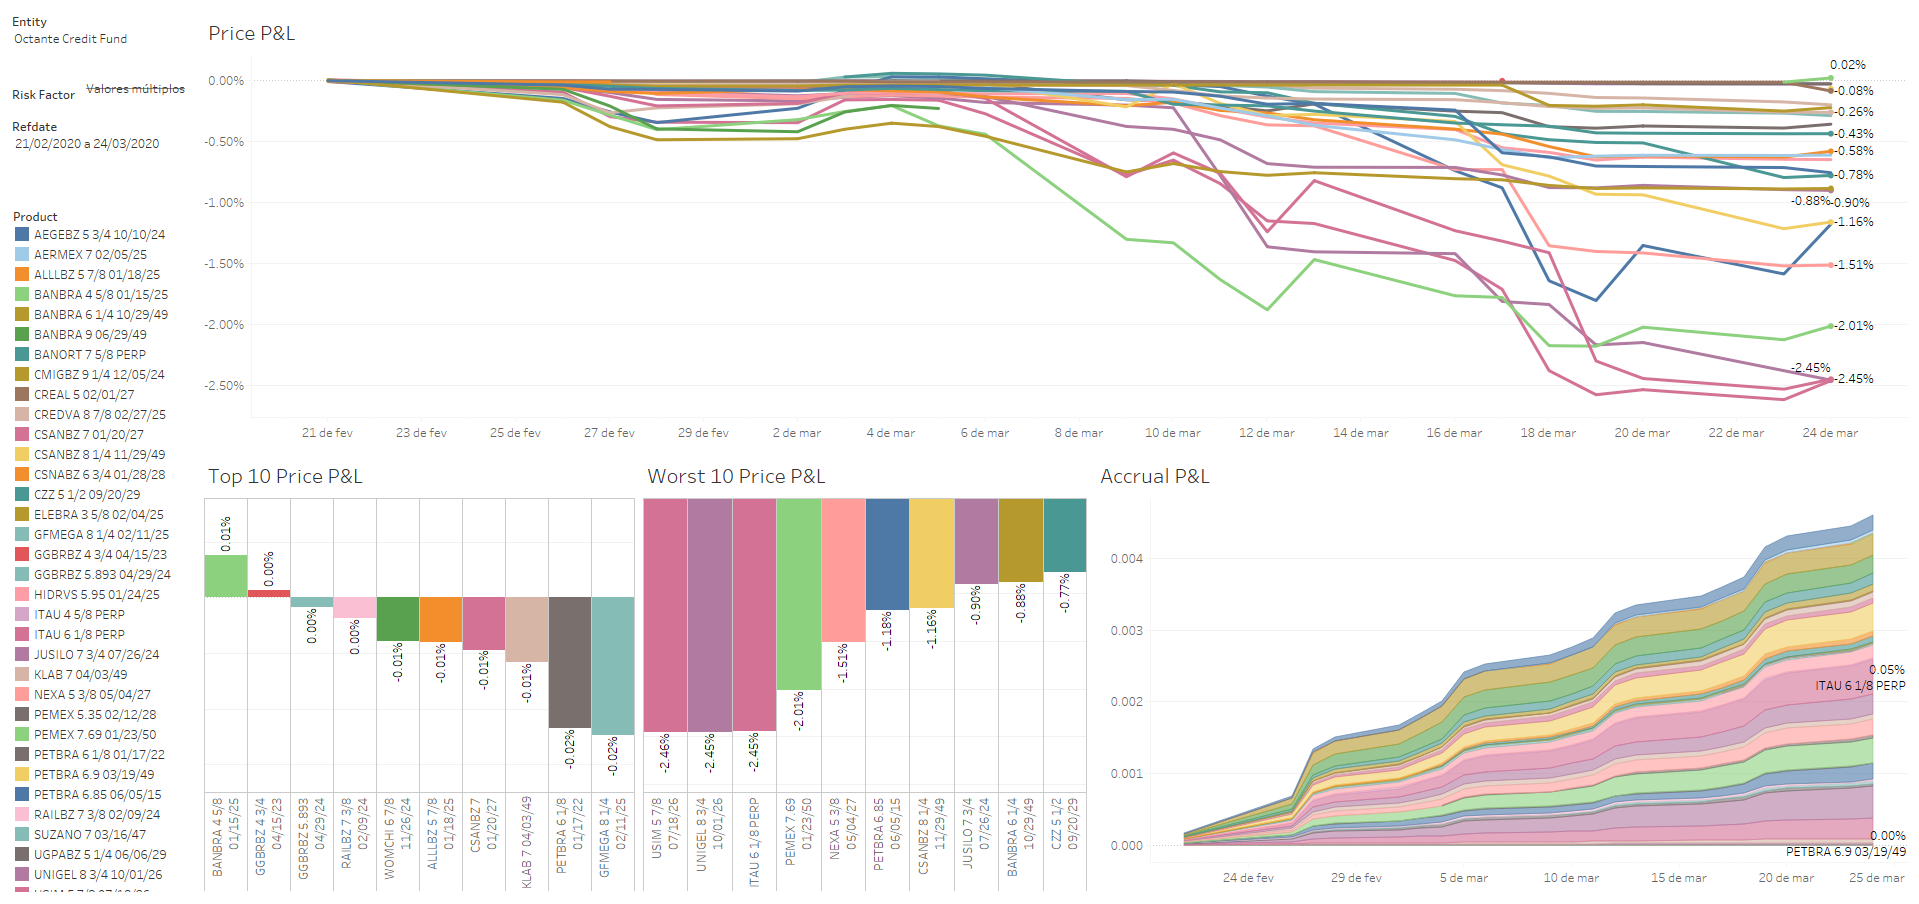 Entity
Octante Credit Fund
Risk Factor
Valores múltiplos
Refdate
21/02/2020 a 24/03/2020
Product
AEGEBZ 5 3/4 10/10/24
AERMEX 7 02/05/25
ALLLBZ 5 7/8 01/18/25
BANBRA 4 5/8 01/15/25
BANBRA 6 1/4 10/29/49
BANBRA 9 06/29/49
BANORT 7 5/8 PERP
CMIGBZ 9 1/4 12/05/24
CREAL 5 02/01/27
CREDVA 8 7/8 02/27/25
CSANBZ 7 01/20/27
CSANBZ 8 1/4 11/29/49
CSNABZ 6 3/4 01/28/28
CZZ 5 1/2 09/20/29
ELEBRA 3 5/8 02/04/25
GFMEGA 8 1/4 02/11/25
GGBRBZ 4 3/4 04/15/23
GGBRBZ 5.893 04/29/24
HIDRVS 5.95 01/24/25
ITAU 4 5/8 PERP
ITAU 6 1/8 PERP
JUSILO 7 3/4 07/26/24
KLAB 7 04/03/49
NEXA 5 3/8 05/04/27
PEMEX 5.35 02/12/28
PEMEX 7.69 01/23/50
PETBRA 6 1/8 01/17/22
PETBRA 6.9 03/19/49
PETBRA 6.85 06/05/15
RAILBZ 7 3/8 02/09/24
SUZANO 7 03/16/47
UGPABZ 5 1/4 06/06/29
UNIGEL 8 3/4 10/01/26
Price P&L
0.00%
-0.50%
-1.00%
-1.50%
-2.00%
-2.50%
0.02%
-0.08%
-0.26%
-0.43%
-0.58%
-0.78%
-0.88%
-0.90%
-1.16%
-1.51%
-2.01%
-2.45%
-2.45%
21 de fev
23 de fev
25 de fev
27 de fev
29 de fev
2 de mar
4 de mar
6 de mar
8 de mar
10 de mar
12 de mar
14 de mar
16 de mar
18 de mar
20 de mar
22 de mar
24 de mar
Top 10 Price P&L
0.01%
0.00%
0.00%
0.00%
-0.01%
-0.01%
-0.01%
-0.01%
-0.02%
-0.02%
BANBRA 4 5/8
01/15/25
GGBRBZ 4 3/4
04/15/23
GGBRBZ 5.893
04/29/24
RAILBZ 7 3/8
02/09/24
WOMCHI 6 7/8
11/26/24
ALLLBZ 5 7/8
01/18/25
CSANBZ 7
01/20/27
KLAB 7 04/03/49
PETBRA 6 1/8
01/17/22
GFMEGA 8 1/4
02/11/25
Worst 10 Price P&L
-2.46%
-2.45%
-2.45%
-2.01%
-1.51%
-1.18%
-1.16%
-0.90%
-0.88%
-0.77%
USIM 5 7/8
07/18/26
UNIGEL 8 3/4
10/01/26
ITAU 6 1/8 PERP
PEMEX 7.69
01/23/50
NEXA 5 3/8
05/04/27
PETBRA 6.85
06/05/15
CSANBZ 8 1/4
11/29/49
JUSILO 7 3/4
07/26/24
BANBRA 6 1/4
10/29/49
CZZ 5 1/2
09/20/29
Accrual P&L
0.004
0.003
0.002
0.001
0.000
0.05%
ITAU 6 1/8 PERP
0.00%
PETBRA 6.9 03/19/49
24 de fev
29 de fev
5 de mar
10 de mar
15 de mar
20 de mar
25 de mar